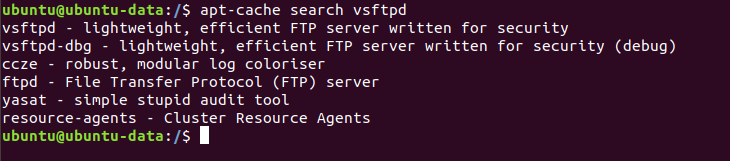 ubuntu@ubuntu-data:/$ apt-cache search vsftpd
vsftpd - lightweight, efficient FTP server written for security
vsftpd-dbg - lightweight, efficient FTP server written for security (debug)
ccze - robust, modular log coloriser
ftpd - File Transfer Protocol (FTP) server
yasat - simple stupid audit tool
resource-agents - Cluster Resource Agents
ubuntu@ubuntu-data:/$